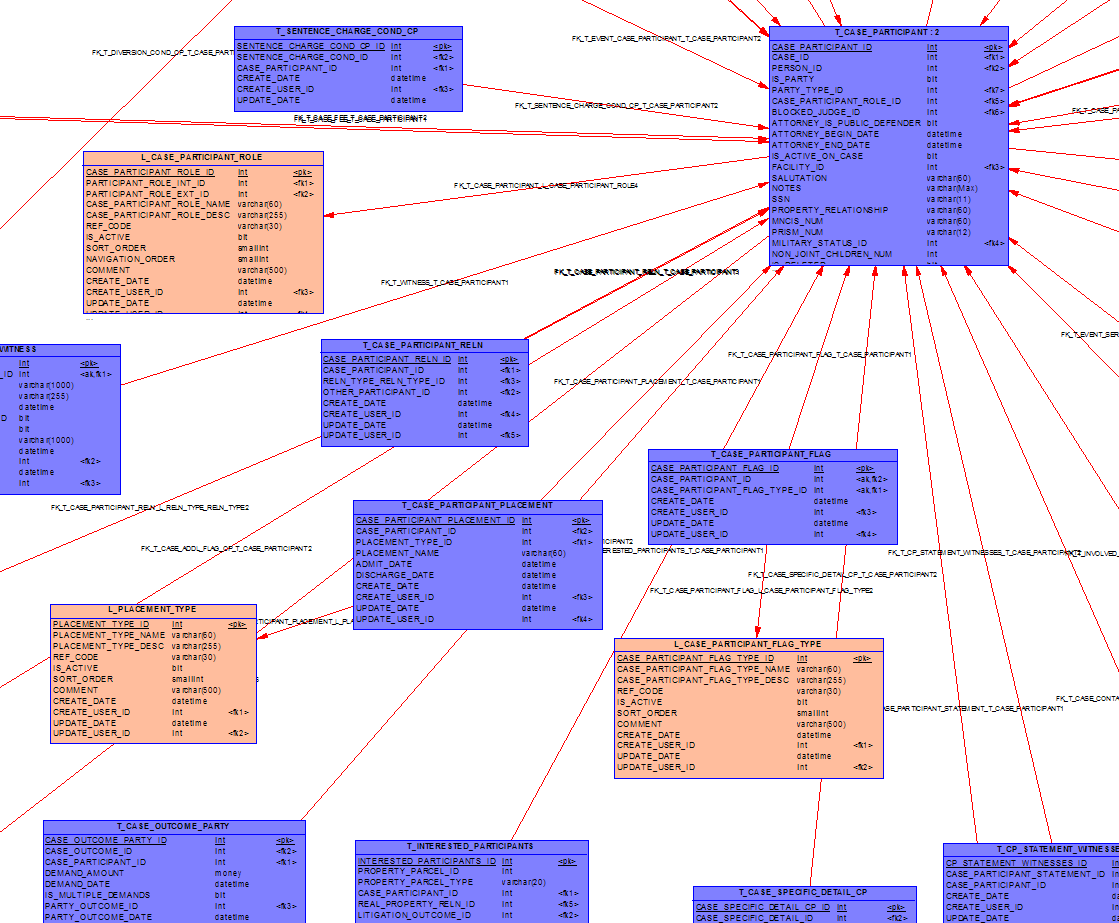 T_SENTENCE_CHARGE_COND_CP
SENTENCE_CHARGE_COND_CP_ID int <pk>
SENTENCE_CHARGE_COND_ID int <fk2>
CASE_PARTICIPANT_ID int <fk1>
CREATE_DATE datetime
CREATE_USER_ID int <fk3>
UPDATE_DATE datetime
T_CASE_PARTICIPANT : 2
CASE_PARTICIPANT_ID int <pk>
CASE_ID int <fk1>
PERSON_ID int <fk2>
IS_PARTY bit
PARTY_TYPE_ID int <fk7>
CASE_PARTICIPANT_ROLE_ID int <fk5>
BLOCKED_JUDGE_ID int <fk6>
ATTORNEY_IS_PUBLIC_DEFENDER bit
ATTORNEY_BEGIN_DATE datetime
ATTORNEY_END_DATE datetime
IS_ACTIVE_ON_CASE bit
FACILITY_ID int <fk3>
SALUTATION varchar(60)
NOTES varchar(Max)
SSN varchar(11)
PROPERTY_RELATIONSHIP varchar(60)
MNCIS_NUM varchar(60)
PRISM_NUM varchar(12)
MILITARY_STATUS_ID int <fk4>
NON_JOINT_CHILDREN_NUM int
FK_T_DIVERSION_COND_CP_T_CASE_PART
FK_T_EVENT_CASE_PARTICIPANT_T_CASE_PARTICIPANT2
FK_T_SENTENCE_CHARGE_COND_CP_T_CASE_PARTICIPANT2
FK_T_CASE_PA
L_CASE_PARTICIPANT_ROLE
CASE_PARTICIPANT_ROLE_ID int <pk>
PARTICIPANT_ROLE_INT_ID int <fk1>
PARTICIPANT_ROLE_EXT_ID int <fk2>
CASE_PARTICIPANT_ROLE_NAME varchar(60)
CASE_PARTICIPANT_ROLE_DESC varchar(255)
REF_CODE varchar(30)
IS_ACTIVE bit
SORT_ORDER smallint
NAVIGATION_ORDER smallint
COMMENT varchar(500)
CREATE_DATE datetime
CREATE_USER_ID int <fk3>
UPDATE_DATE datetime
FK_T_CASE_PARTICIPANT_L_CASE_PARTICIPANT_ROLE4
FK_T_WITNESS_T_CASE_PARTICIPANT1
FK_T_CASE_PARTICIPANT_RELN_T_CASE_PARTICIPANT3
FK_T_EVENT_SER
WITNESS
int <pk>
_ID int <ak,fk1>
varchar(1000)
varchar(255)
datetime
D bit
bit
varchar(1000)
datetime
int <fk2>
datetime
int <fk3>
T_CASE_PARTICIPANT_RELN
CASE_PARTICIPANT_RELN_ID int <pk>
CASE_PARTICIPANT_ID int <fk1>
RELN_TYPE_RELN_TYPE_ID int <fk3>
OTHER_PARTICIPANT_ID int <fk2>
CREATE_DATE datetime
CREATE_USER_ID int <fk4>
UPDATE_DATE datetime
UPDATE_USER_ID int <fk5>
FK_T_CASE_PARTICIPANT_FLAG_T_CASE_PARTICIPANT1
FK_T_CASE_PARTICIPANT_PLACEMENT_T_CASE_PARTICIPANT1
T_CASE_PARTICIPANT_FLAG
CASE_PARTICIPANT_FLAG_ID int <pk>
CASE_PARTICIPANT_ID int <ak,fk2>
CASE_PARTICIPANT_FLAG_TYPE_ID int <ak,fk1>
CREATE_DATE datetime
CREATE_USER_ID int <fk3>
UPDATE_DATE datetime
UPDATE_USER_ID int <fk4>
FK_T_CASE_PARTICIPANT_RELN_L_RELN_TYPE_RELN_TYPE2
FK_T_CASE_ADDL_FLAG_CP_T_CASE_PARTICIPANT2
T_CASE_PARTICIPANT_PLACEMENT
CASE_PARTICIPANT_PLACEMENT_ID int <pk>
CASE_PARTICIPANT_ID int <fk2>
PLACEMENT_TYPE_ID int <fk1>
PLACEMENT_NAME varchar(60)
ADMIT_DATE datetime
DISCHARGE_DATE datetime
CREATE_DATE datetime
CREATE_USER_ID int <fk3>
UPDATE_DATE datetime
UPDATE_USER_ID int <fk4>
ICIPANT2
ERESTED_PARTICIPANTS_T_CASE_PARTICIPANT1
FK_T_CP_STATEMENT_WITNESSES_T_CASE_PARTICIPANT2
_INVOLVED_
FK_T_CASE_SPECIFIC_DETAIL_CP_T_CASE_PARTICIPANT2
FK_T_CASE_PARTICIPANT_FLAG_L_CASE_PARTICIPANT_FLAG_TYPE2
L_PLACEMENT_TYPE
PLACEMENT_TYPE_ID int <pk>
PLACEMENT_TYPE_NAME varchar(60)
PLACEMENT_TYPE_DESC varchar(255)
REF_CODE varchar(30)
IS_ACTIVE bit
SORT_ORDER smallint
COMMENT varchar(500)
CREATE_DATE datetime
CREATE_USER_ID int <fk1>
UPDATE_DATE datetime
UPDATE_USER_ID int <fk2>
TICIPANT_PLACEMENT_L_PLA
L_CASE_PARTICIPANT_FLAG_TYPE
CASE_PARTICIPANT_FLAG_TYPE_ID int <pk>
CASE_PARTICIPANT_FLAG_TYPE_NAME varchar(60)
CASE_PARTICIPANT_FLAG_TYPE_DESC varchar(255)
REF_CODE varchar(30)
IS_ACTIVE bit
SORT_ORDER smallint
COMMENT varchar(500)
CREATE_DATE datetime
CREATE_USER_ID int <fk1>
UPDATE_DATE datetime
UPDATE_USER_ID int <fk2>
FK_T_CASE_CONTA
ASE_PARTICIPANT_STATEMENT_T_CASE_PARTICIPANT1
T_CASE_OUTCOME_PARTY
CASE_OUTCOME_PARTY_ID int <pk>
CASE_OUTCOME_ID int <fk2>
CASE_PARTICIPANT_ID int <fk1>
DEMAND_AMOUNT money
DEMAND_DATE datetime
IS_MULTIPLE_DEMANDS bit
PARTY_OUTCOME_ID int <fk3>
PARTY_OUTCOME_DATE datetime
T_INTERESTED_PARTICIPANTS
INTERESTED_PARTICIPANTS_ID int <pk>
PROPERTY_PARCEL_ID int
PROPERTY_PARCEL_TYPE varchar(20)
CASE_PARTICIPANT_ID int <fk1>
REAL_PROPERTY_RELN_ID int <fk5>
LITIGATION_OUTCOME_ID int <fk2>
T_CASE_SPECIFIC_DETAIL_CP
CASE_SPECIFIC_DETAIL_CP_ID int <pk>
CASE_SPECIFIC_DETAIL_ID int <fk2>
T_CP_STATEMENT_WITNESSE
CP_STATEMENT_WITNESSES_ID int
CASE_PARTICIPANT_STATEMENT_ID int
CASE_PARTICIPANT_ID int
CREATE_DATE
CREATE_USER_ID int
UPDATE_DATE